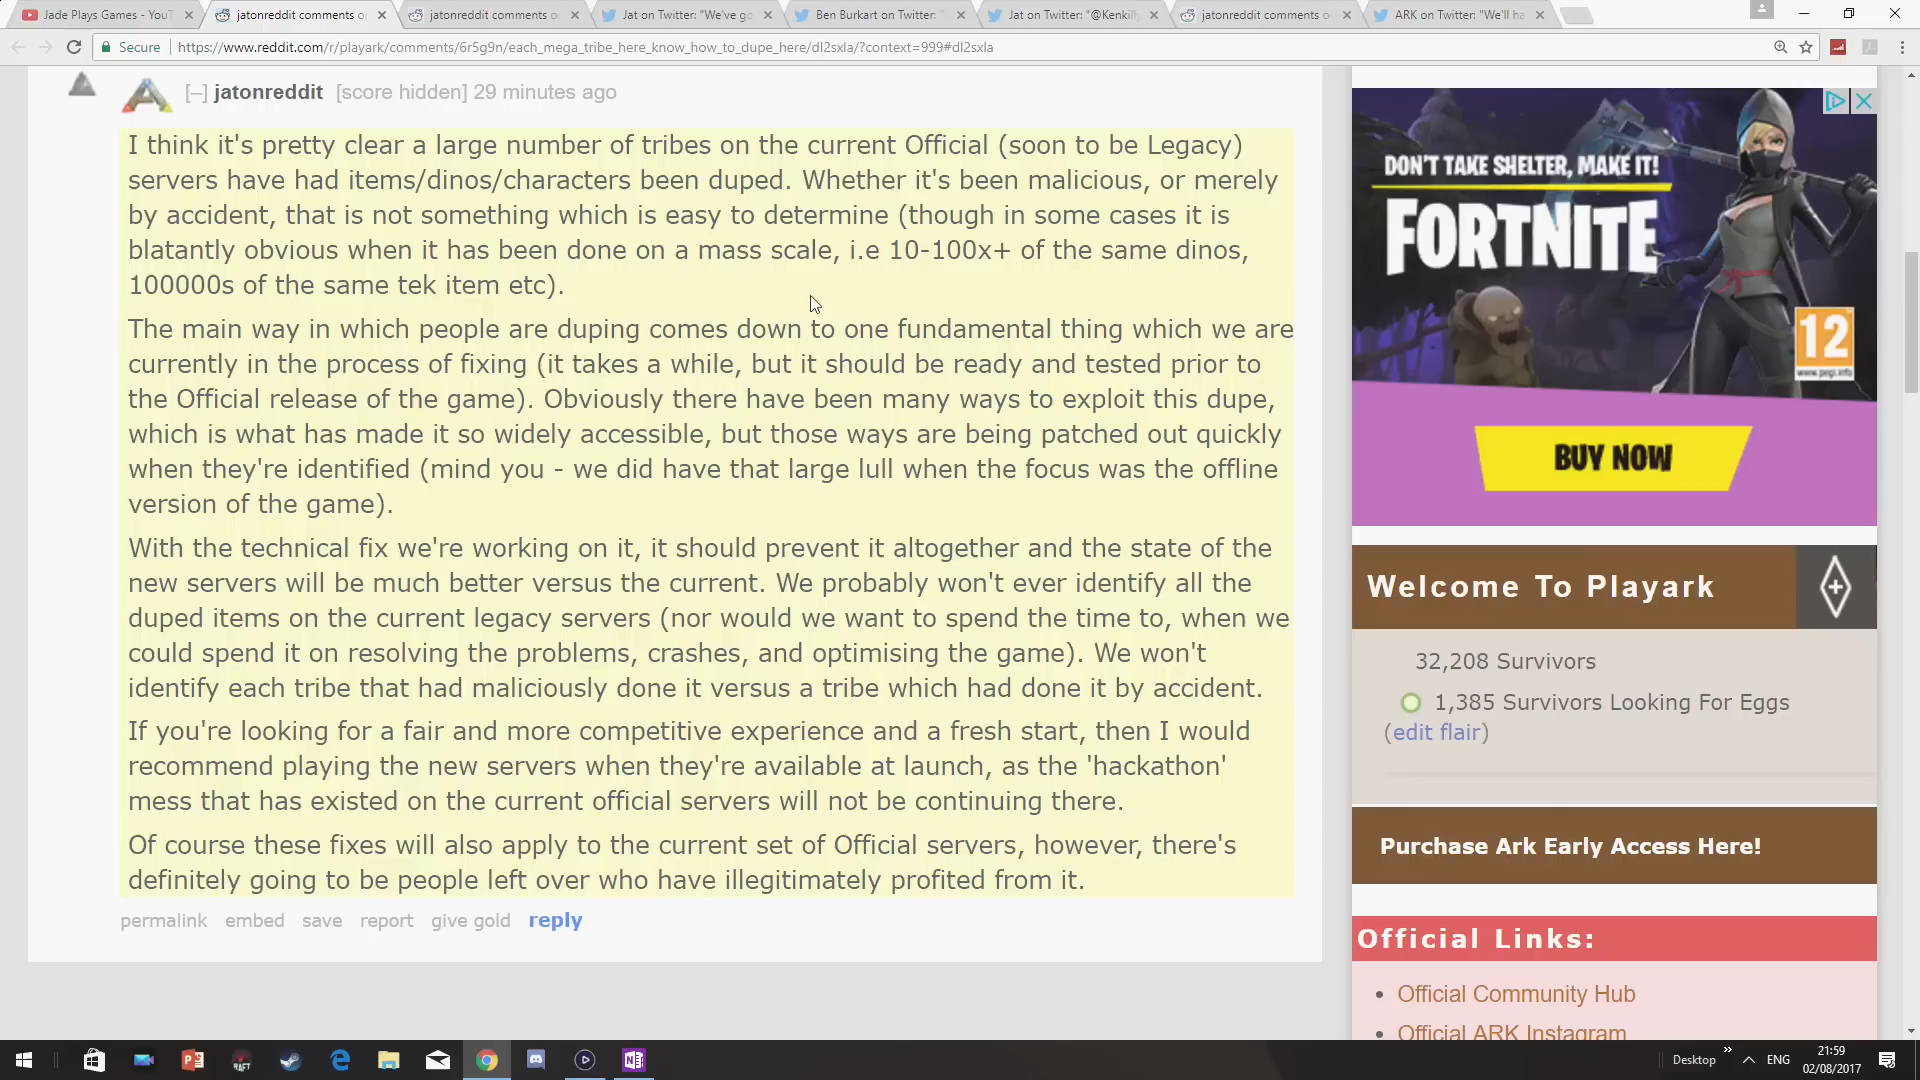 Jade Plays Games - YouT
jatonreddit comments o
jatonreddit comments o
Jat on Twitter: "We've go
Ben Burkart on Twitter: "
Jat on Twitter: "@Kenkill
jatonreddit comments o
ARK on Twitter: "We'll ha
Secure
https://www.reddit.com/r/playark/comments/6r5g9n/each_mega_tribe_here_know_how_to_dupe_here/dl2sxla/?context=999#dl2sxla
[–] jatonreddit [score hidden] 29 minutes ago
I think it's pretty clear a large number of tribes on the current Official (soon to be Legacy)
servers have had items/dinos/characters been duped. Whether it's been malicious, or merely
by accident, that is not something which is easy to determine (though in some cases it is
blatantly obvious when it has been done on a mass scale, i.e 10-100x+ of the same dinos,
100000s of the same tek item etc).
The main way in which people are duping comes down to one fundamental thing which we are
currently in the process of fixing (it takes a while, but it should be ready and tested prior to
the Official release of the game). Obviously there have been many ways to exploit this dupe,
which is what has made it so widely accessible, but those ways are being patched out quickly
when they're identified (mind you - we did have that large lull when the focus was the offline
version of the game).
With the technical fix we're working on it, it should prevent it altogether and the state of the
new servers will be much better versus the current. We probably won't ever identify all the
duped items on the current legacy servers (nor would we want to spend the time to, when we
could spend it on resolving the problems, crashes, and optimising the game). We won't
identify each tribe that had maliciously done it versus a tribe which had done it by accident.
If you're looking for a fair and more competitive experience and a fresh start, then I would
recommend playing the new servers when they're available at launch, as the 'hackathon'
mess that has existed on the current official servers will not be continuing there.
Of course these fixes will also apply to the current set of Official servers, however, there's
definitely going to be people left over who have illegitimately profited from it.
permalink embed save report give gold reply
DON'T TAKE SHELTER, MAKE IT!
FORTNITE
12
www.pegi.info
BUY NOW
Welcome To Playark
32,208 Survivors
1,385 Survivors Looking For Eggs
(edit flair)
Purchase Ark Early Access Here!
Official Links:
• Official Community Hub
• Official ARK Instagram
RAFT
Desktop
ENG
21:59
02/08/2017